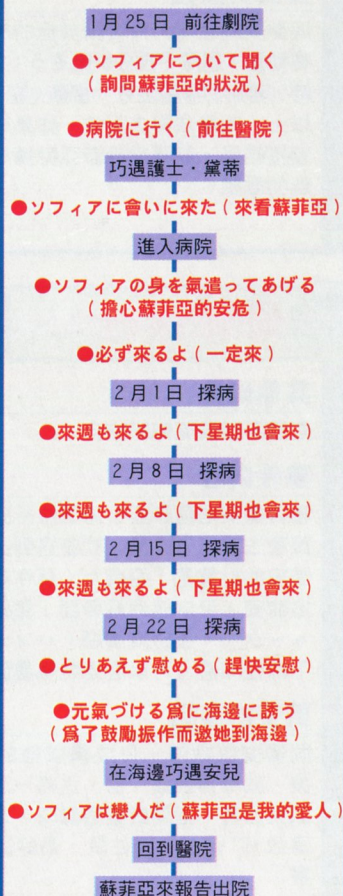 1月25日 前往劇院
●ソフィアについて聞く
(詢問蘇菲亞的狀況)
●病院に行く(前往醫院)
巧遇護士・黛蒂
●ソフィアに會いに來た(來看蘇菲亞)
進入病院
●ソフィアの身を氣遣ってあげる
(擔心蘇菲亞的安危)
●必ず來るよ(一定來)
2月1日 探病
●來週も來るよ(下星期也會來)
2月8日 探病
●來週も來るよ(下星期也會來)
2月15日 探病
●來週も來るよ(下星期也會來)
2月22日 探病
●とりあえず慰める(趕快安慰)
●元氣づける爲に海邊に誘う
(爲了鼓勵振作而邀她到海邊)
在海邊巧遇安兒
●ソフィアは戀人だ(蘇菲亞是我的愛人)
回到醫院
蘇菲亞來報告出院